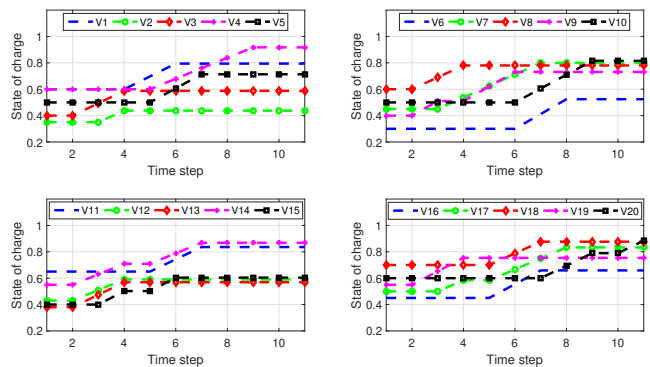 V1 V2 V3 V4 V5
State of charge
1
0.8
0.6
0.4
0.2
2 4 6 8 10
Time step
V6 V7 V8 V9 V10
State of charge
1
0.8
0.6
0.4
0.2
2 4 6 8 10
Time step
V11 V12 V13 V14 V15
State of charge
1
0.8
0.6
0.4
0.2
2 4 6 8 10
Time step
V16 V17 V18 V19 V20
State of charge
1
0.8
0.6
0.4
0.2
2 4 6 8 10
Time step